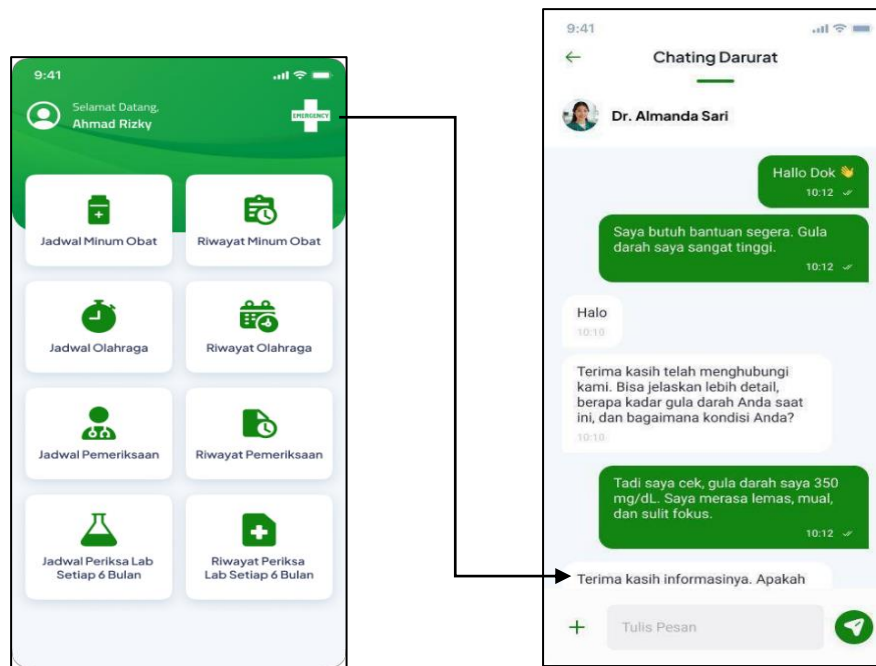 9:41
Selamat Datang,
Ahmad Rizky
EMERGENCY
Jadwal Minum Obat
Riwayat Minum Obat
Jadwal Olahraga
Riwayat Olahraga
Jadwal Pemeriksaan
Riwayat Pemeriksaan
Jadwal Periksa Lab
Setiap 6 Bulan
Riwayat Periksa
Lab Setiap 6 Bulan
9:41
Chating Darurat
Dr. Almanda Sari
Hallo Dok 👋
10:12
Saya butuh bantuan segera. Gula
darah saya sangat tinggi.
10:12
Halo
10:10
Terima kasih telah menghubungi
kami. Bisa jelaskan lebih detail,
berapa kadar gula darah Anda saat
ini, dan bagaimana kondisi Anda?
10:10
Tadi saya cek, gula darah saya 350
mg/dL. Saya merasa lemas, mual,
dan sulit fokus.
10:12
Terima kasih informasinya. Apakah
Tulis Pesan